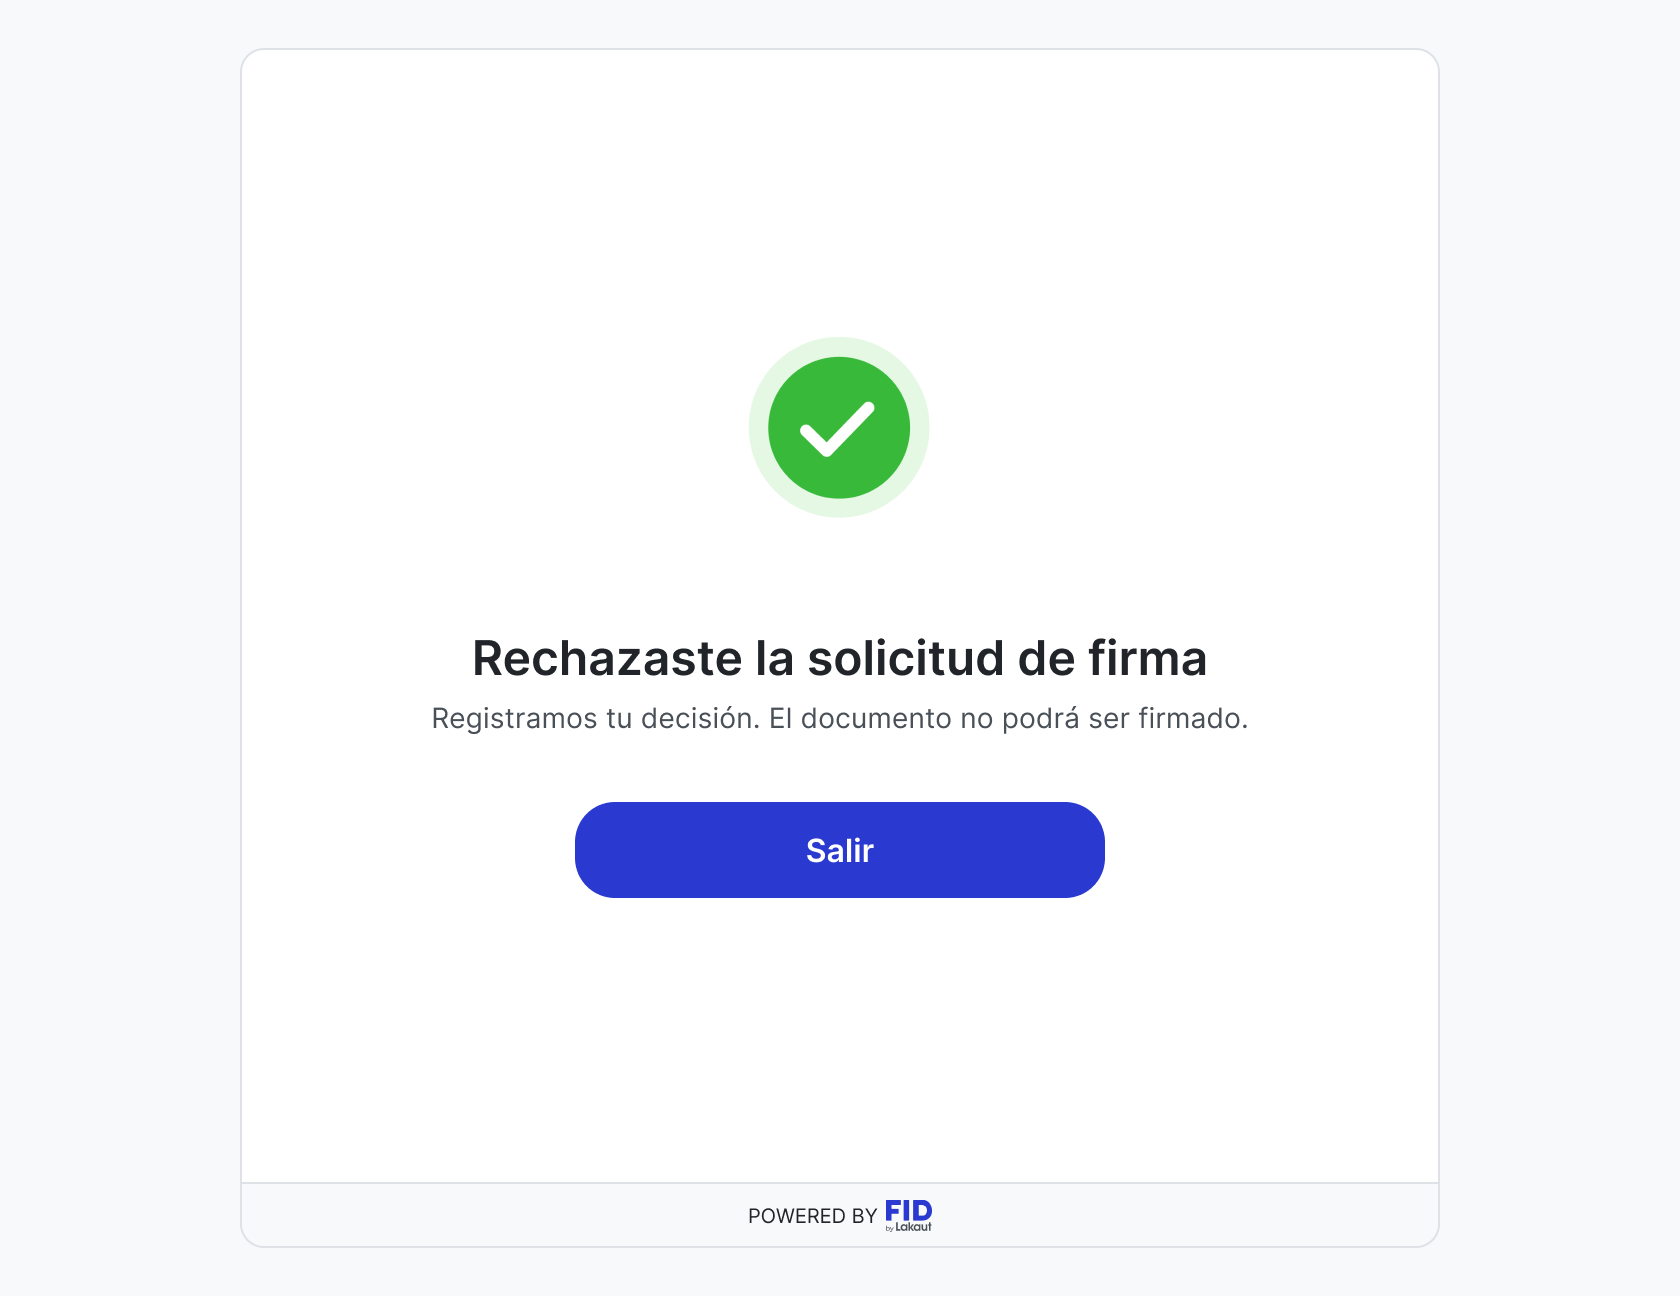 Rechazaste la solicitud de firma
Registramos tu decisión. El documento no podrá ser firmado.
Salir
POWERED BY FID
by Lakaut